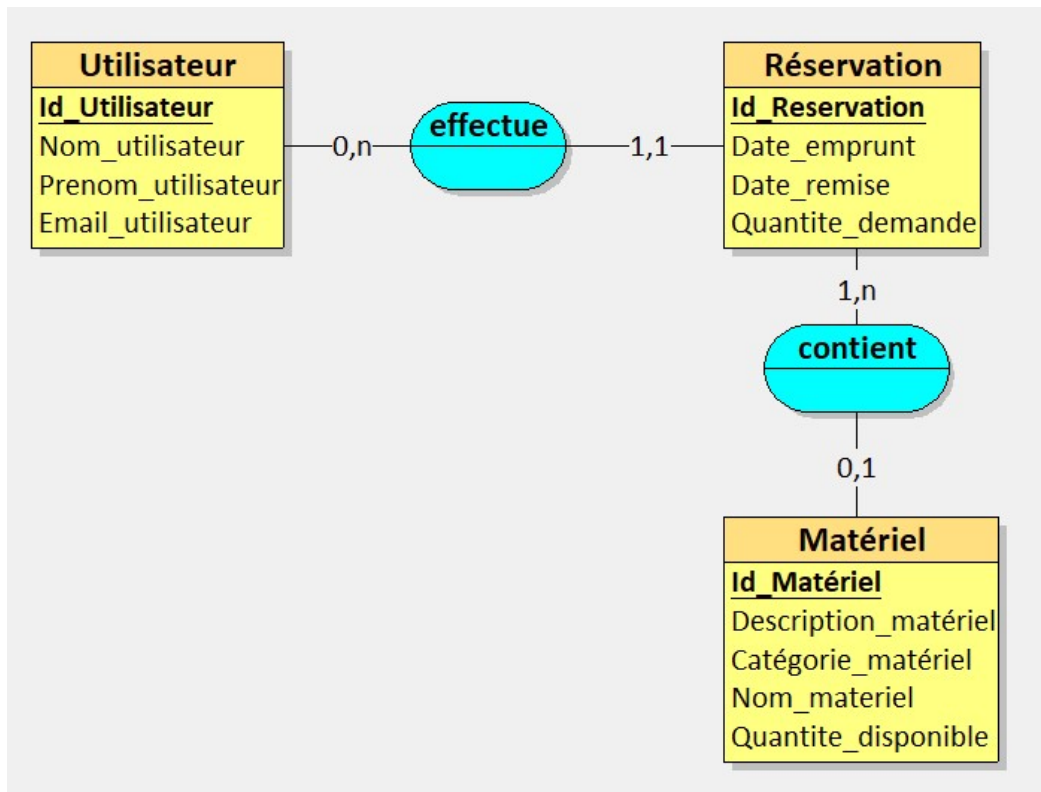 Utilisateur
Id_Utilisateur
Nom_utilisateur
Prenom_utilisateur
Email_utilisateur
0,n
effectue
1,1
Réservation
Id_Reservation
Date_emprunt
Date_remise
Quantite_demande
1,n
contient
0,1
Matériel
Id_Matériel
Description_matériel
Catégorie_matériel
Nom_materiel
Quantite_disponible